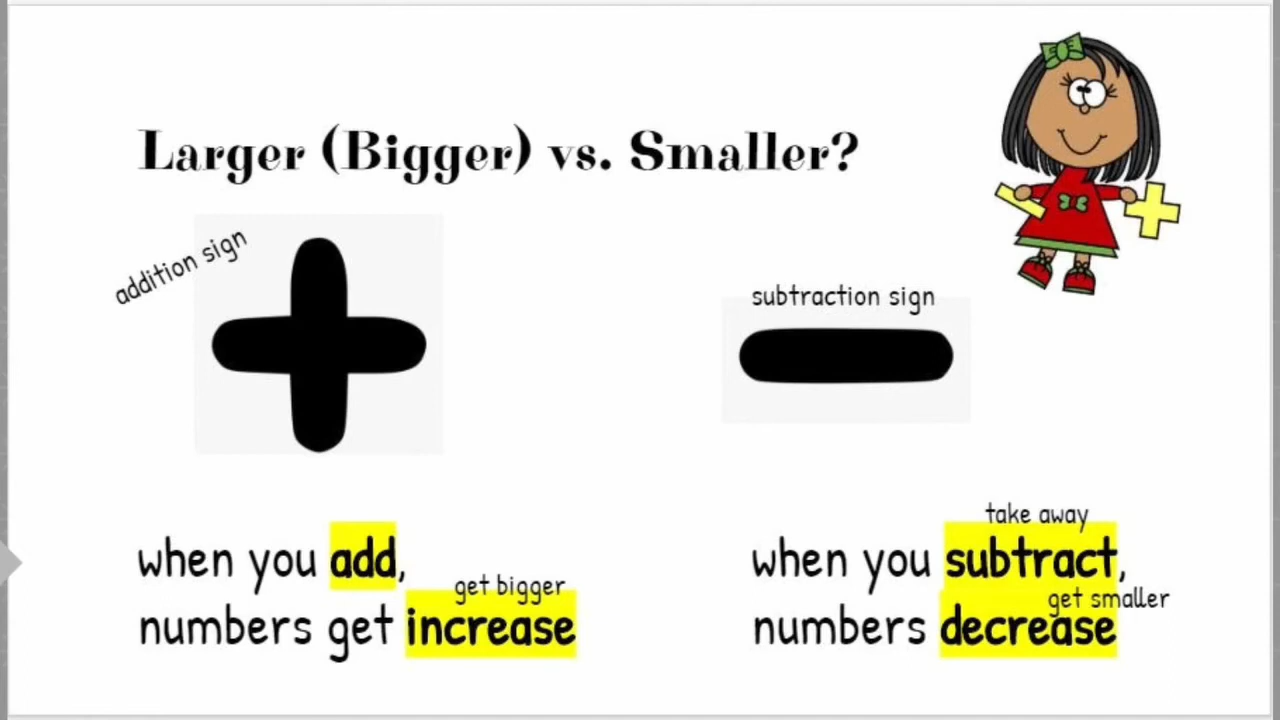 Larger (Bigger) vs. Smaller?
addition sign
subtraction sign
when you add,
get bigger
numbers get increase
take away
when you subtract,
get smaller
numbers decrease